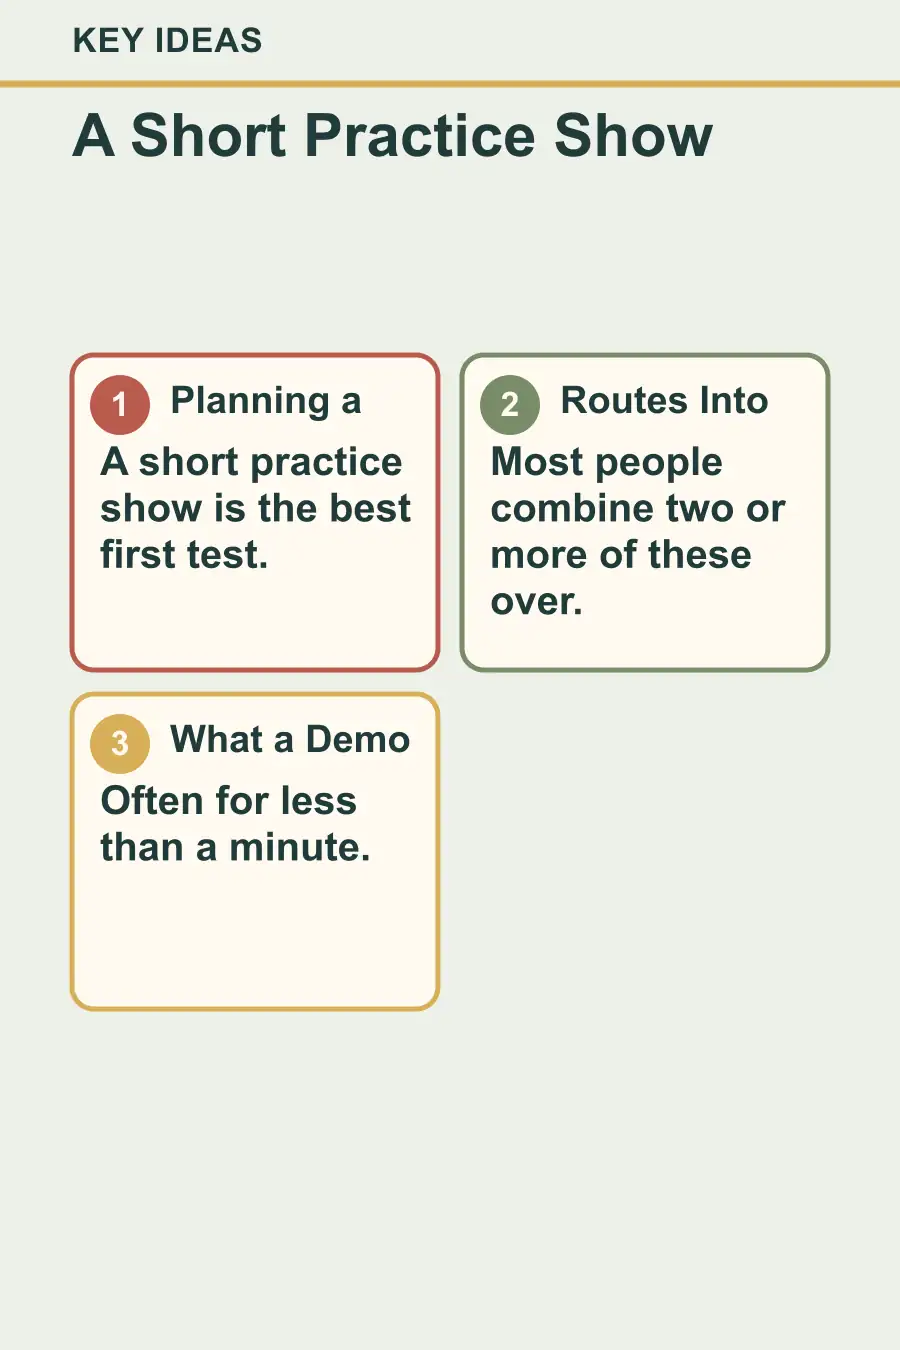 KEY IDEAS
A Short Practice Show
1 Planning a
A short practice
show is the best
first test.
2 Routes Into
Most people
combine two or
more of these
over.
3 What a Demo
Often for less
than a minute.